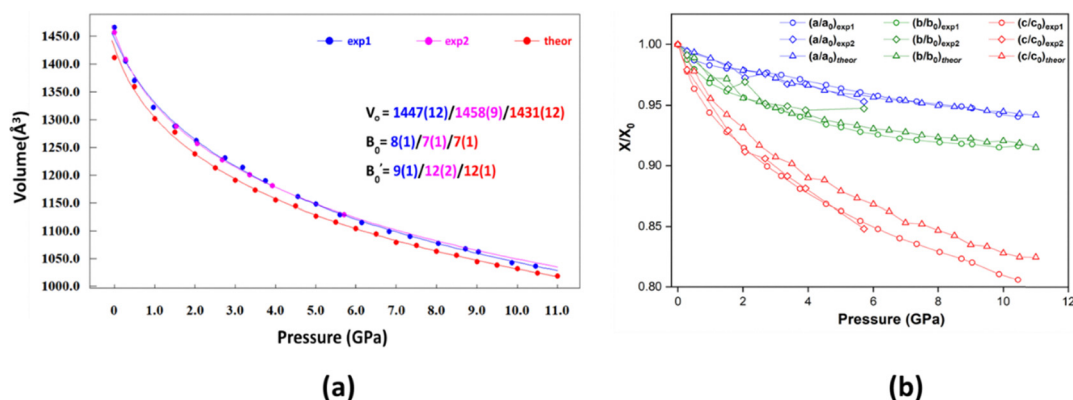 exp1 exp2 theor
Vo = 1447(12)/1458(9)/1431(12)
B0= 8(1)/7(1)/7(1)
B0'= 9(1)/12(2)/12(1)
Volume(Å³)
1450.0
1400.0
1350.0
1300.0
1250.0
1200.0
1150.0
1100.0
1050.0
1000.0
0 1.0 2.0 3.0 4.0 5.0 6.0 7.0 8.0 9.0 10.0 11.0
Pressure (GPa)
(a)
(a/a0)exp1 (b/b0)exp1 (c/c0)exp1
(a/a0)exp2 (b/b0)exp2 (c/c0)exp2
(a/a0)theor (b/b0)theor (c/c0)theor
X/X0
1.00
0.95
0.90
0.85
0.80
0 2 4 6 8 10 12
Pressure (GPa)
(b)